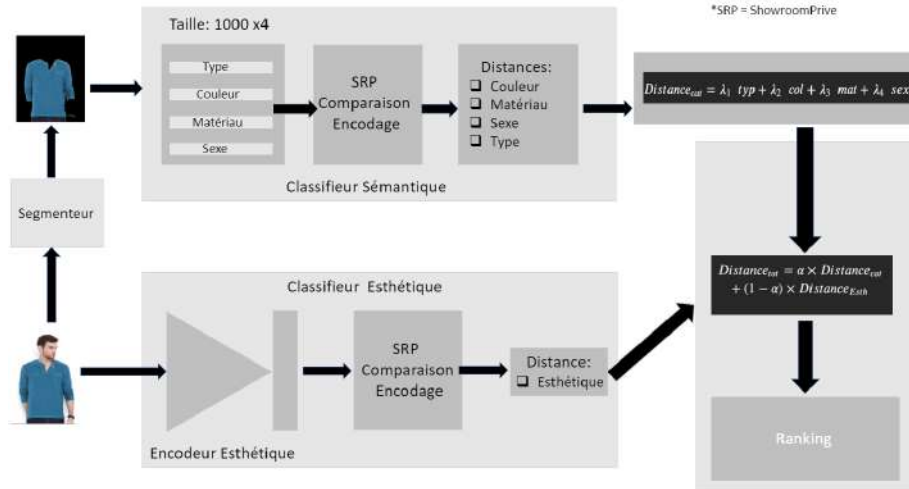 *SRP = ShowroomPrive
Taille: 1000 x4
Type
Couleur
Matériau
Sexe
SRP
Comparaison
Encodage
Distances:
Couleur
Matériau
Sexe
Type
Classifieur Sémantique
Distance_cat = λ₁ typ + λ₂ col + λ₃ mat + λ₄ sex
Segmenteur
Classifieur Esthétique
SRP
Comparaison
Encodage
Distance:
Esthétique
Encodeur Esthétique
Distance_tot = α × Distance_cat
+ (1 − α) × Distance_Esth
Ranking